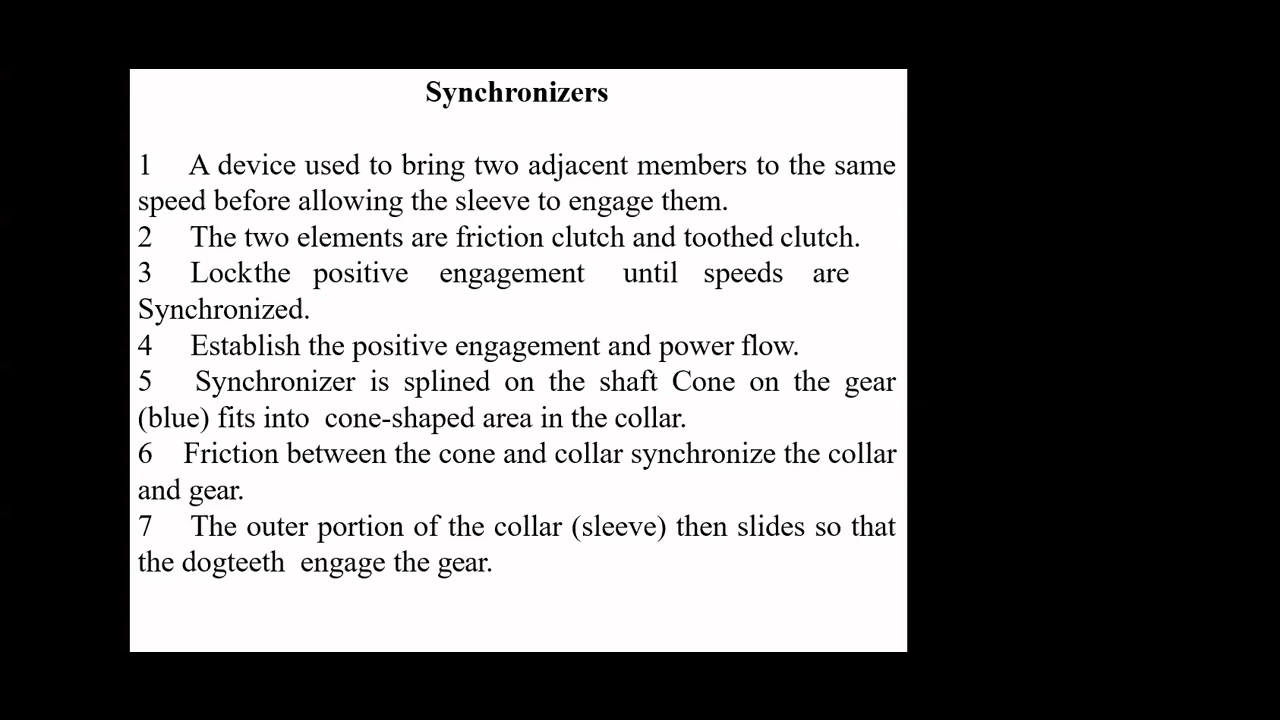 Synchronizers
1 A device used to bring two adjacent members to the same
speed before allowing the sleeve to engage them.
2 The two elements are friction clutch and toothed clutch.
3 Lockthe positive engagement until speeds are
Synchronized.
4 Establish the positive engagement and power flow.
5 Synchronizer is splined on the shaft Cone on the gear
(blue) fits into cone-shaped area in the collar.
6 Friction between the cone and collar synchronize the collar
and gear.
7 The outer portion of the collar (sleeve) then slides so that
the dogteeth engage the gear.